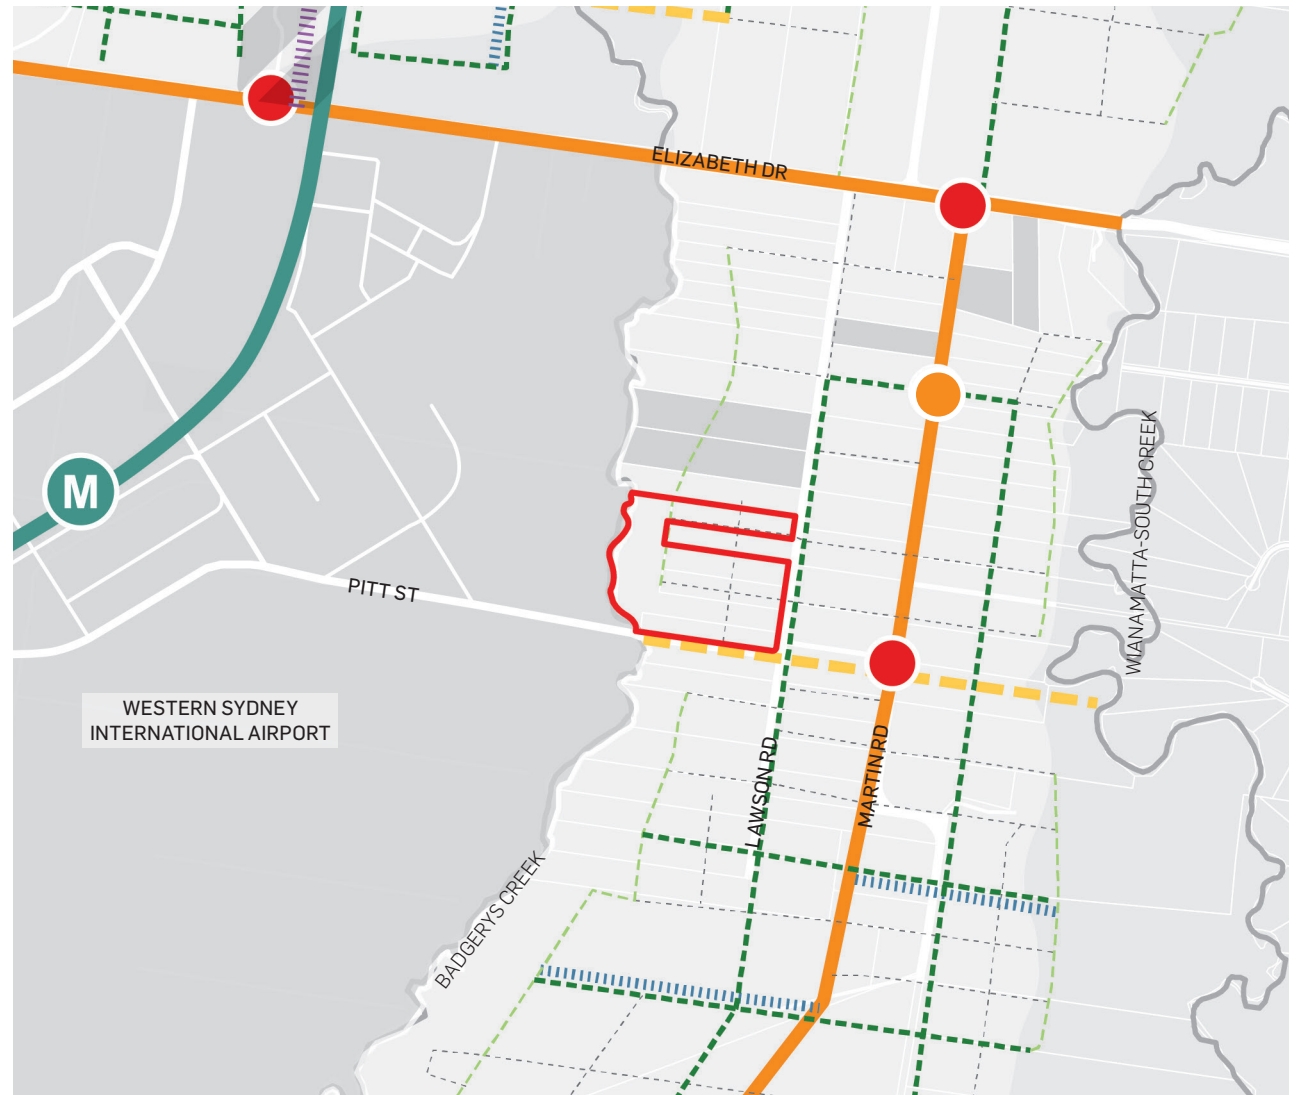 ELIZABETH DR
M
WIANAMATTA-SOUTH CREEK
PITT ST
WESTERN SYDNEY
INTERNATIONAL AIRPORT
LAWSON RD
MARTIN RD
BADGERYS CREEK